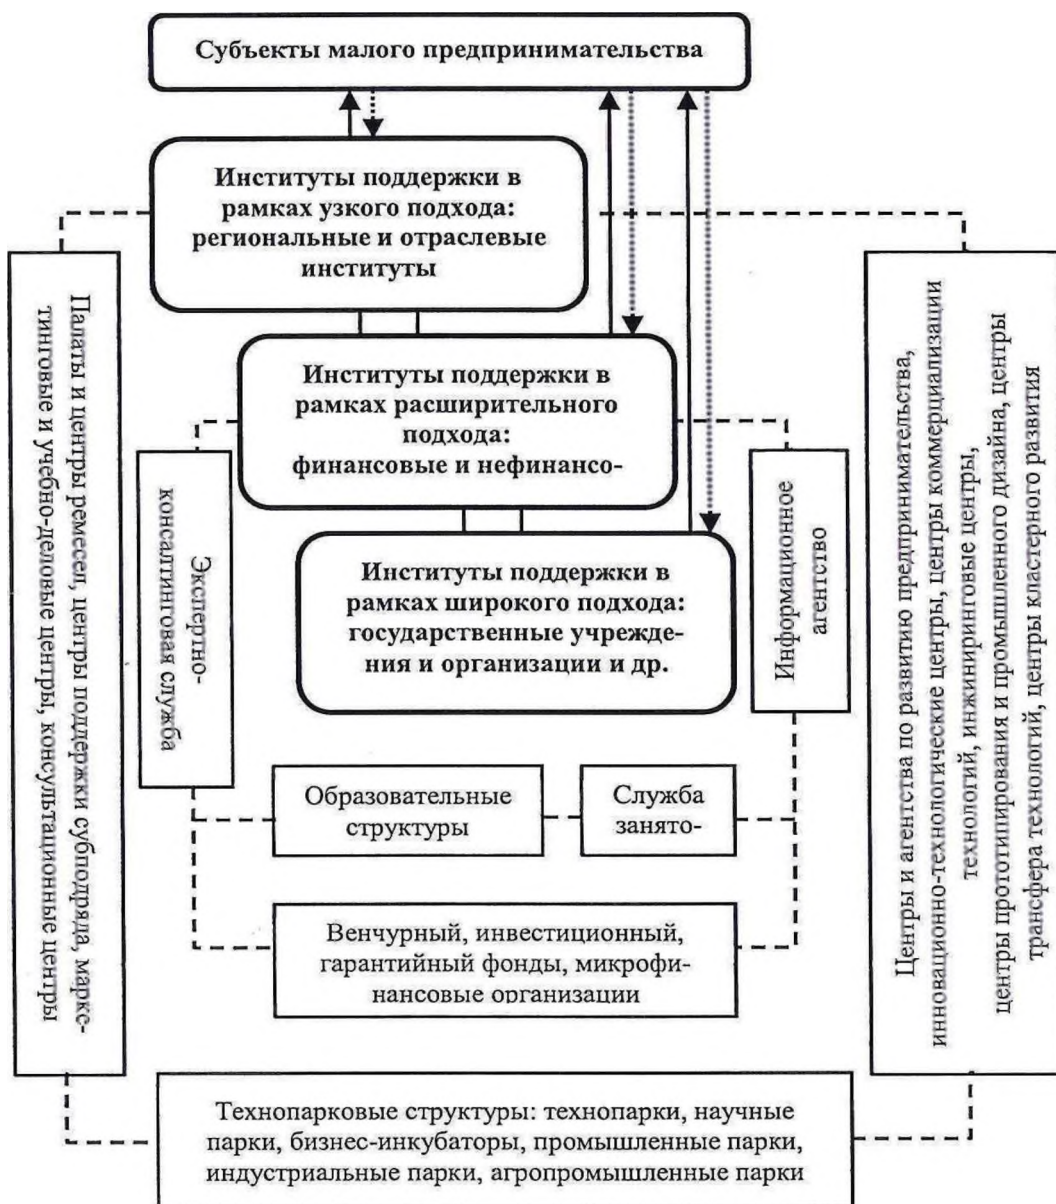 Субъекты малого предпринимательства
Институты поддержки в
рамках узкого подхода:
региональные и отраслевые
институты
Институты поддержки в
рамках расширительного
подхода:
финансовые и нефинансо-
Институты поддержки в
рамках широкого подхода:
государственные учрежде-
ния и организации и др.
Палаты и центры ремесел, центры поддержки субподряда, марке-
тинговые и учебно-деловые центры, консультационные центры
Экспертно-
консалтинговая служба
Информационное
агентство
Центры и агентства по развитию предпринимательства,
инновационно-технологические центры, центры коммерциализации
технологий, инжиниринговые центры,
центры прототипирования и промышленного дизайна, центры
трансфера технологий, центры кластерного развития
Образовательные
структуры
Служба
занято-
Венчурный, инвестиционный,
гарантийный фонды, микрофи-
нансовые организации
Технопарковые структуры: технопарки, научные
парки, бизнес-инкубаторы, промышленные парки,
индустриальные парки, агропромышленные парки